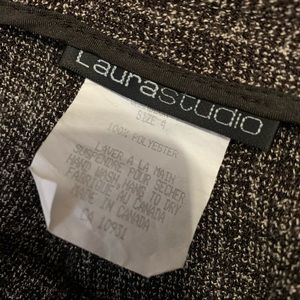 Laurastudio
SIZE 4
100% POLYESTER
LAVER A LA MAIN
SUSPENDRE POUR SECHER
HAND WASH, HANG TO DRY
FABRIQUE AU CANADA
MADE IN CANADA
CA 10931